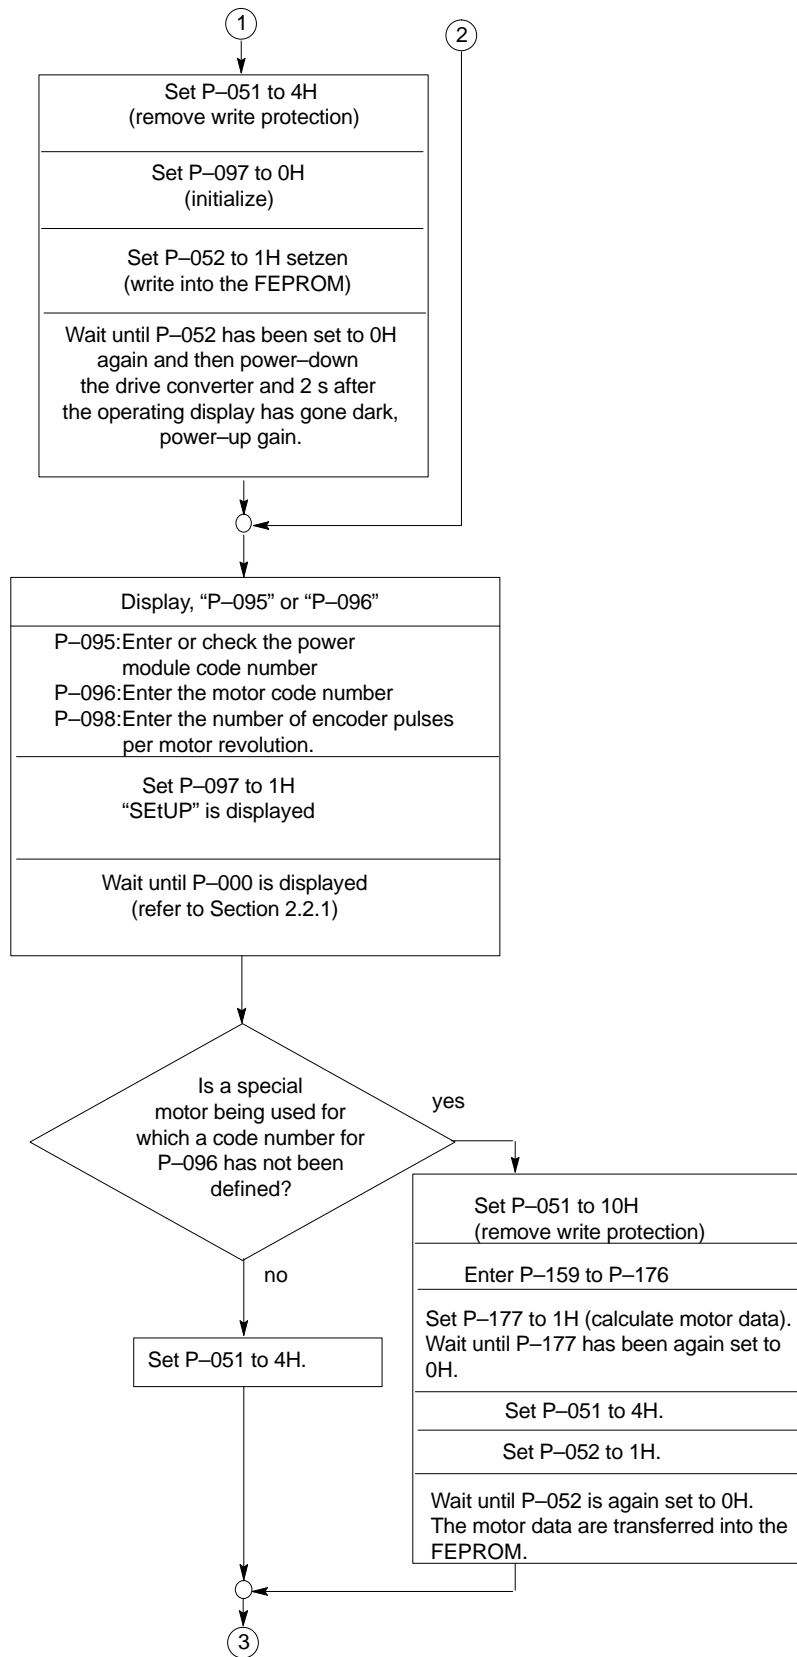 1
2
Set P–051 to 4H
(remove write protection)
Set P–097 to 0H
(initialize)
Set P–052 to 1H setzen
(write into the FEPROM)
Wait until P–052 has been set to 0H
again and then power–down
the drive converter and 2 s after
the operating display has gone dark,
power–up gain.
Display, “P–095” or “P–096”
P–095:Enter or check the power
module code number
P–096:Enter the motor code number
P–098:Enter the number of encoder pulses
per motor revolution.
Set P–097 to 1H
“SEtUP” is displayed
Wait until P–000 is displayed
(refer to Section 2.2.1)
Is a special
motor being used for
which a code number for
P–096 has not been
defined?
yes
no
Set P–051 to 4H.
Set P–051 to 10H
(remove write protection)
Enter P–159 to P–176
Set P–177 to 1H (calculate motor data).
Wait until P–177 has been again set to
0H.
Set P–051 to 4H.
Set P–052 to 1H.
Wait until P–052 is again set to 0H.
The motor data are transferred into the
FEPROM.
3